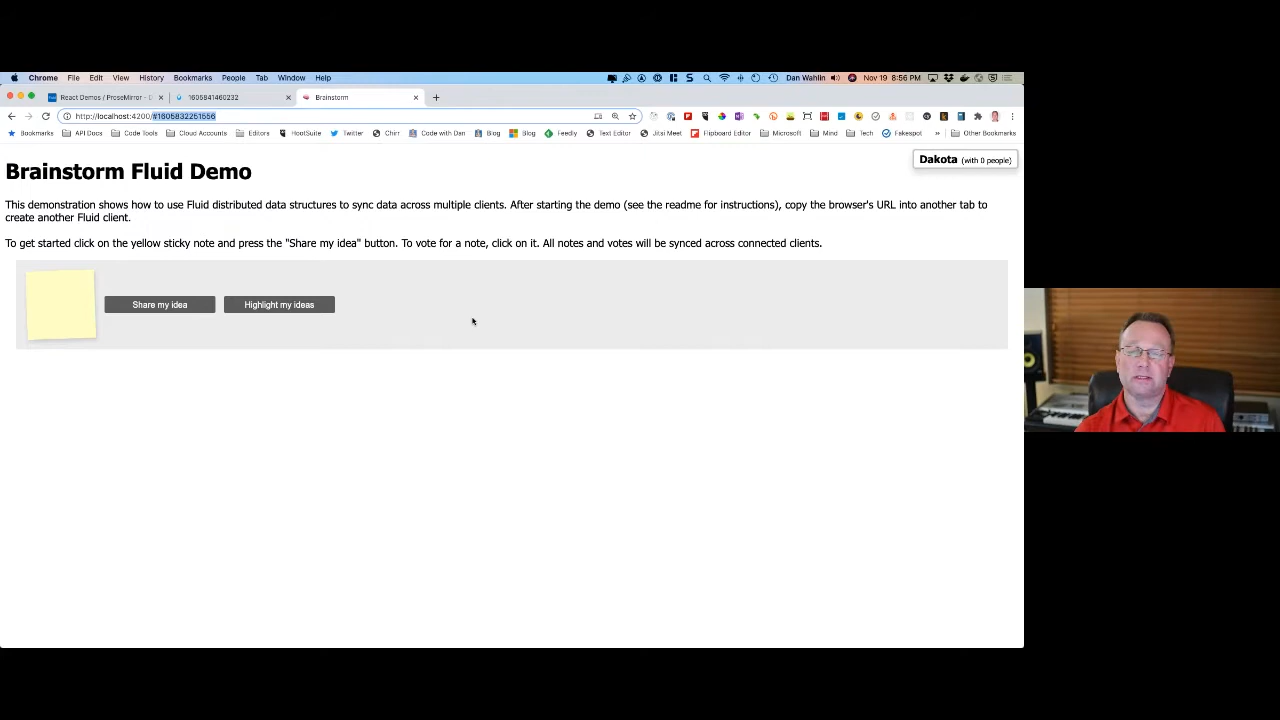 Chrome File Edit View History Bookmarks People Tab Window Help Dan Wahlin Nov 19 8:56 PM
React Demos / ProseMirror - D 1605841460232 Brainstorm
http://localhost:4200/#1605832251556
Bookmarks API Docs Code Tools Cloud Accounts Editors HootSuite Twitter Chirr Code with Dan Blog Blog Feedly Text Editor Jitsi Meet Flipboard Editor Microsoft Mind Tech Fakespot » Other Bookmarks
Dakota (with 0 people)
Brainstorm Fluid Demo
This demonstration shows how to use Fluid distributed data structures to sync data across multiple clients. After starting the demo (see the readme for instructions), copy the browser's URL into another tab to
create another Fluid client.
To get started click on the yellow sticky note and press the "Share my idea" button. To vote for a note, click on it. All notes and votes will be synced across connected clients.
Share my idea Highlight my ideas